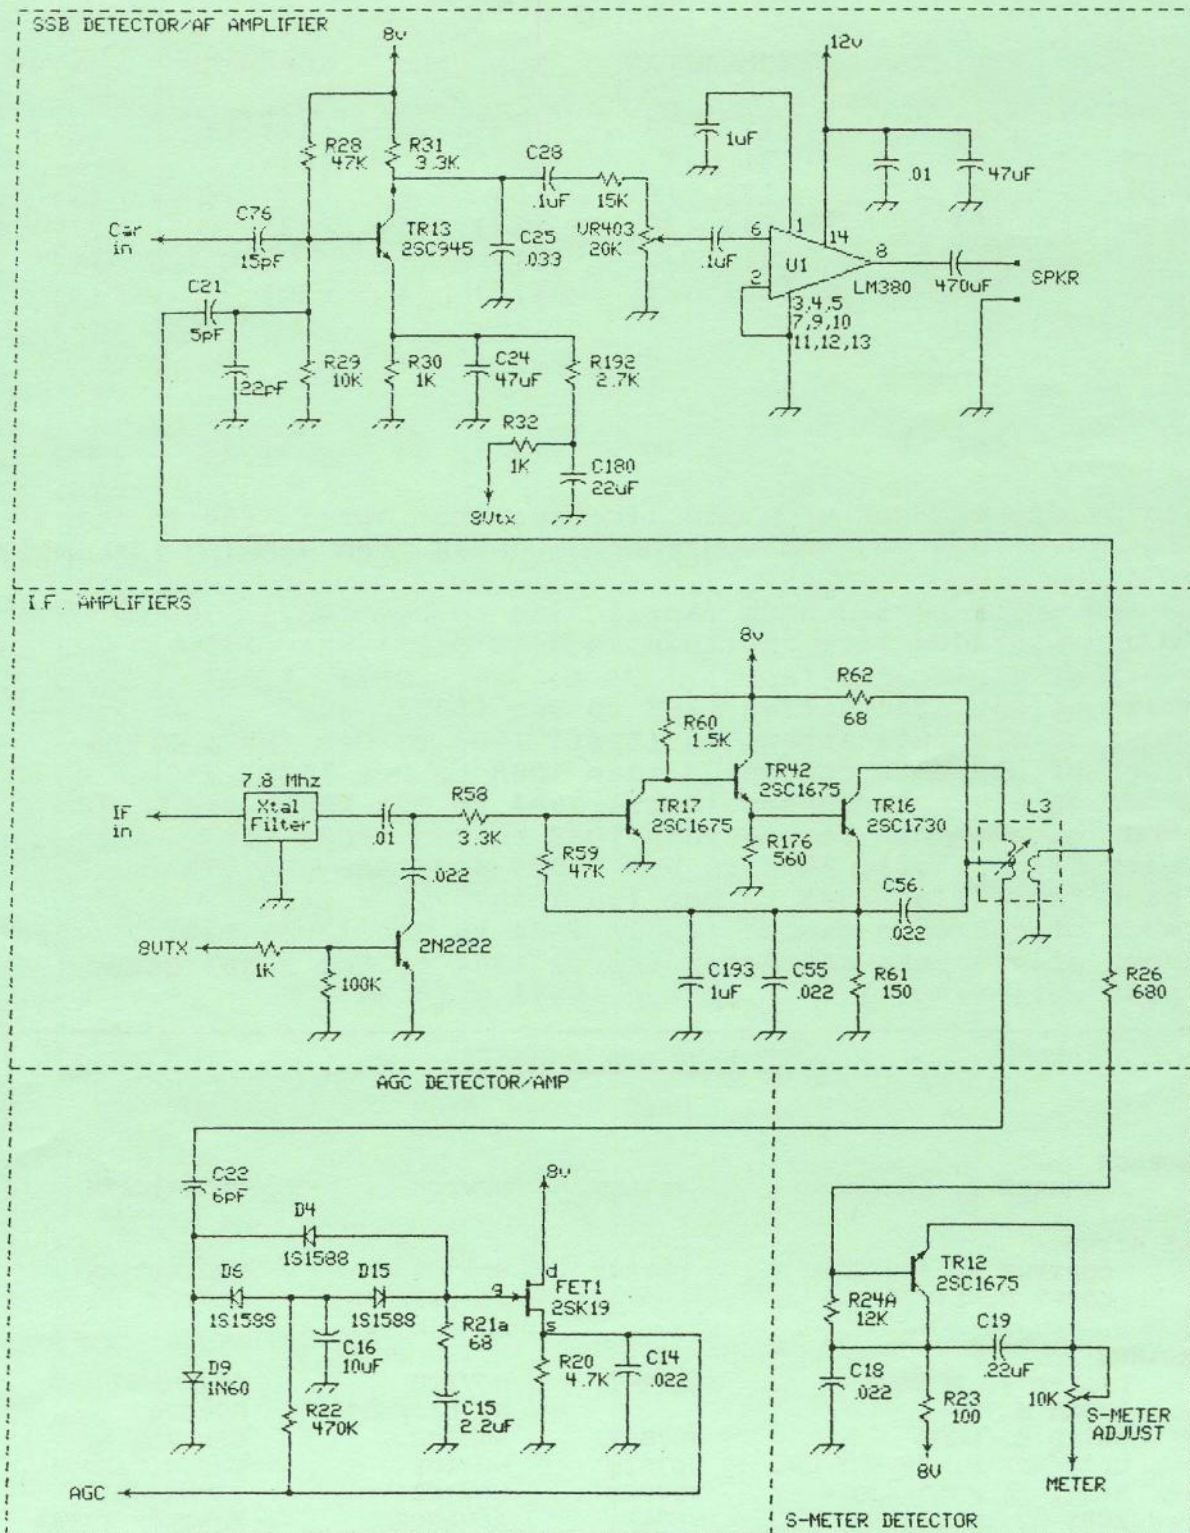 SSB DETECTOR/AF AMPLIFIER
8v
12v
R28
47K
R31
3.3K
C28
.1uF
15K
1uF
.01
47uF
Car
in
C76
15pF
TR13
2SC945
C25
.033
VR403
20K
.1uF
6
1
14
2
8
U1
LM380
470uF
SPKR
3,4,5
7,9,10
11,12,13
C21
5pF
22pF
R29
10K
R30
1K
C24
47uF
R192
2.7K
R32
1K
C180
22uF
8Vtx
I.F. AMPLIFIERS
8v
R62
68
R60
1.5K
7.8 Mhz
Xtal
Filter
IF
in
.01
R58
3.3K
TR17
2SC1675
TR42
2SC1675
TR16
2SC1730
L3
.022
R59
47K
R176
560
C56
.022
8VTX
1K
2N2222
100K
C193
1uF
C55
.022
R61
150
R26
680
AGC DETECTOR/AMP
C22
6pF
8v
D4
1S1588
D6
1S1588
D15
1S1588
g
d
s
FET1
2SK19
TR12
2SC1675
R24A
12K
C19
.22uF
C16
10uF
R21a
68
R20
4.7K
C14
.022
D9
1N60
R22
470K
C15
2.2uF
C18
.022
R23
100
10K
S-METER
ADJUST
8V
METER
AGC
S-METER DETECTOR